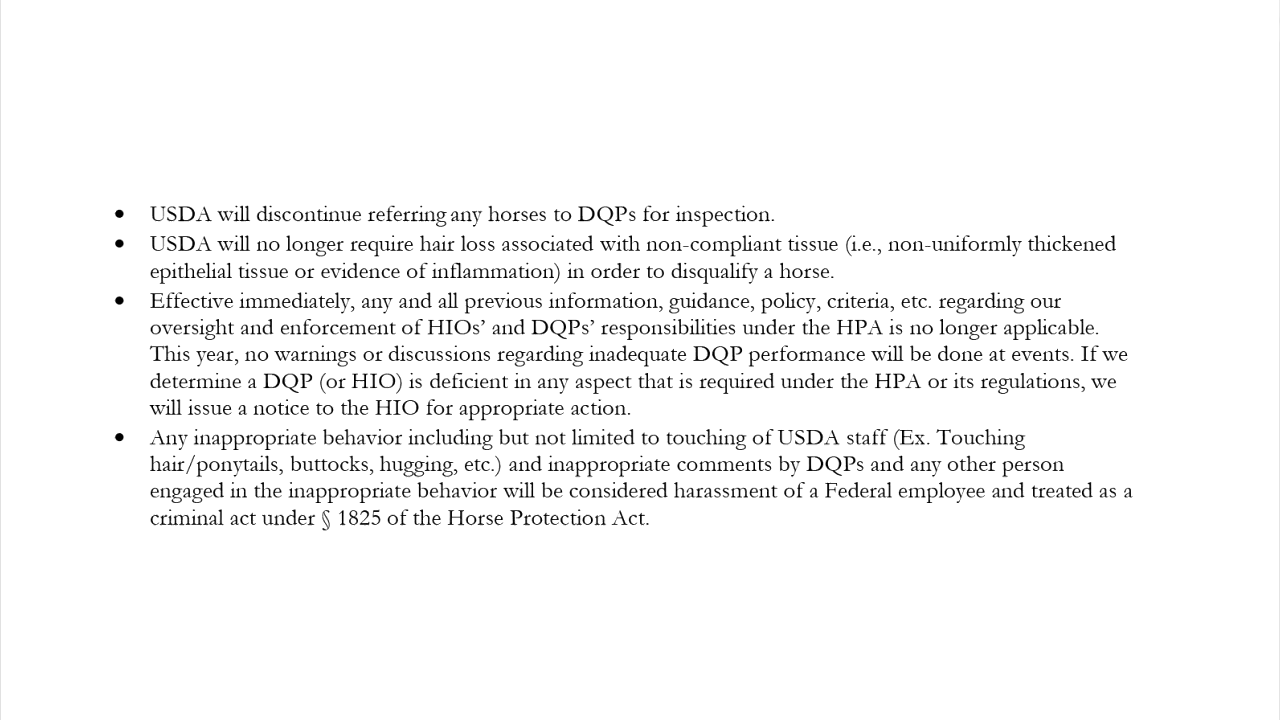 • USDA will discontinue referring any horses to DQPs for inspection.
• USDA will no longer require hair loss associated with non-compliant tissue (i.e., non-uniformly thickened
epithelial tissue or evidence of inflammation) in order to disqualify a horse.
• Effective immediately, any and all previous information, guidance, policy, criteria, etc. regarding our
oversight and enforcement of HIOs’ and DQPs’ responsibilities under the HPA is no longer applicable.
This year, no warnings or discussions regarding inadequate DQP performance will be done at events. If we
determine a DQP (or HIO) is deficient in any aspect that is required under the HPA or its regulations, we
will issue a notice to the HIO for appropriate action.
• Any inappropriate behavior including but not limited to touching of USDA staff (Ex. Touching
hair/ponytails, buttocks, hugging, etc.) and inappropriate comments by DQPs and any other person
engaged in the inappropriate behavior will be considered harassment of a Federal employee and treated as a
criminal act under § 1825 of the Horse Protection Act.